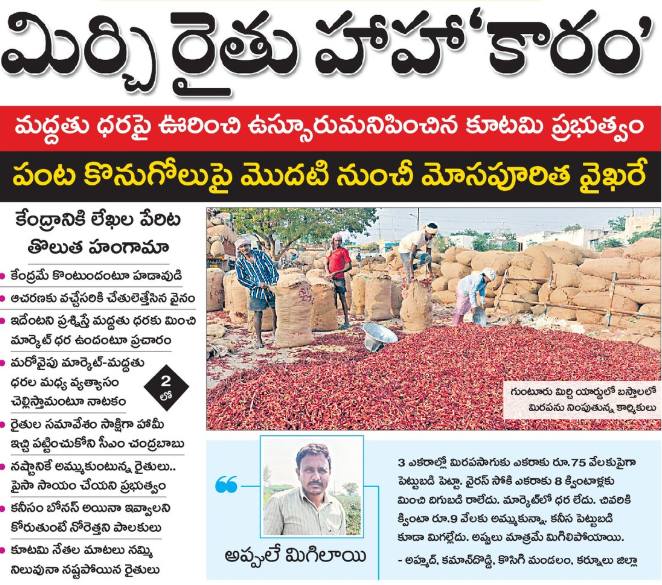 మిర్చి రైతు హాహా‘కారం’
మద్దతు ధరపై ఊరించి ఉస్సూరుమనిపించిన కూటమి ప్రభుత్వం
పంట కొనుగోలుపై మొదటి నుంచీ మోసపూరిత వైఖరే
కేంద్రానికి లేఖల పేరిట
తొలుత హంగామా
కేంద్రమే కొంటుందంటూ హడావుడి
ఆచరణకు వచ్చేసరికి చేతులెత్తేసిన వైనం
ఇదేంటని ప్రశ్నిస్తే మద్దతు ధరకు మించి
మార్కెట్ ధర ఉందంటూ ప్రచారం
మరోవైపు మార్కెట్-మద్దతు
ధరల మధ్య వ్యత్యాసం
చెల్లిస్తామంటూ నాటకం
2
లో
రైతుల సమావేశం సాక్షిగా హామీ
ఇచ్చి పట్టించుకోని సీఎం చంద్రబాబు
నష్టానికే అమ్ముకుంటున్న రైతులు..
పైసా సాయం చేయని ప్రభుత్వం
కనీసం బోనస్ అయినా ఇవ్వాలని
కోరుతుంటే నోరెత్తని పాలకులు
కూటమి నేతల మాటలు నమ్మి
నిలువునా నష్టపోయిన రైతులు
గుంటూరు మిర్చి యార్డులో బస్తాలలో
మిరపను నింపుతున్న కార్మికులు
అప్పులే మిగిలాయి
3 ఎకరాల్లో మిరపసాగుకు ఎకరాకు రూ.75 వేలకుపైగా
పెట్టుబడి పెట్టా. వైరస్ సోకి ఎకరాకు 8 క్వింటాళ్లకు
మించి దిగుబడి రాలేదు. మార్కెట్‌లో ధర లేదు. చివరికి
క్వింటా రూ.9 వేలకు అమ్ముకున్నా. కనీస పెట్టుబడి
కూడా మిగల్లేదు. అప్పులు మాత్రమే మిగిలిపోయాయి.
- అహ్మద్, కమాన్‌దొడ్డి, కోసిగి మండలం, కర్నూలు జిల్లా